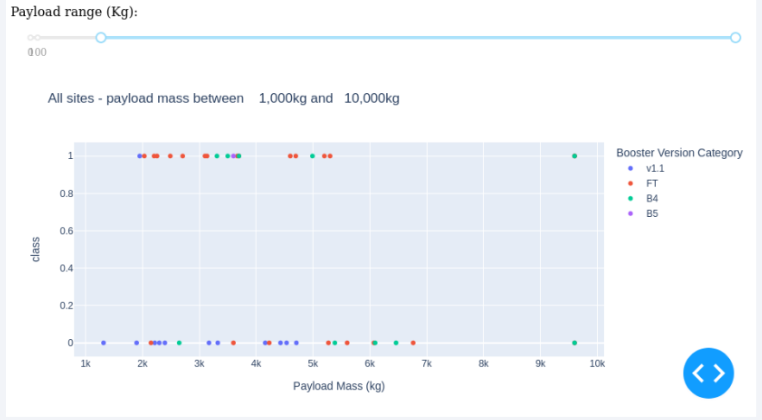 Payload range (Kg):
0
100
All sites - payload mass between 1,000kg and 10,000kg
Booster Version Category
v1.1
FT
B4
B5
class
1
0.8
0.6
0.4
0.2
0
1k 2k 3k 4k 5k 6k 7k 8k 9k 10k
Payload Mass (kg)